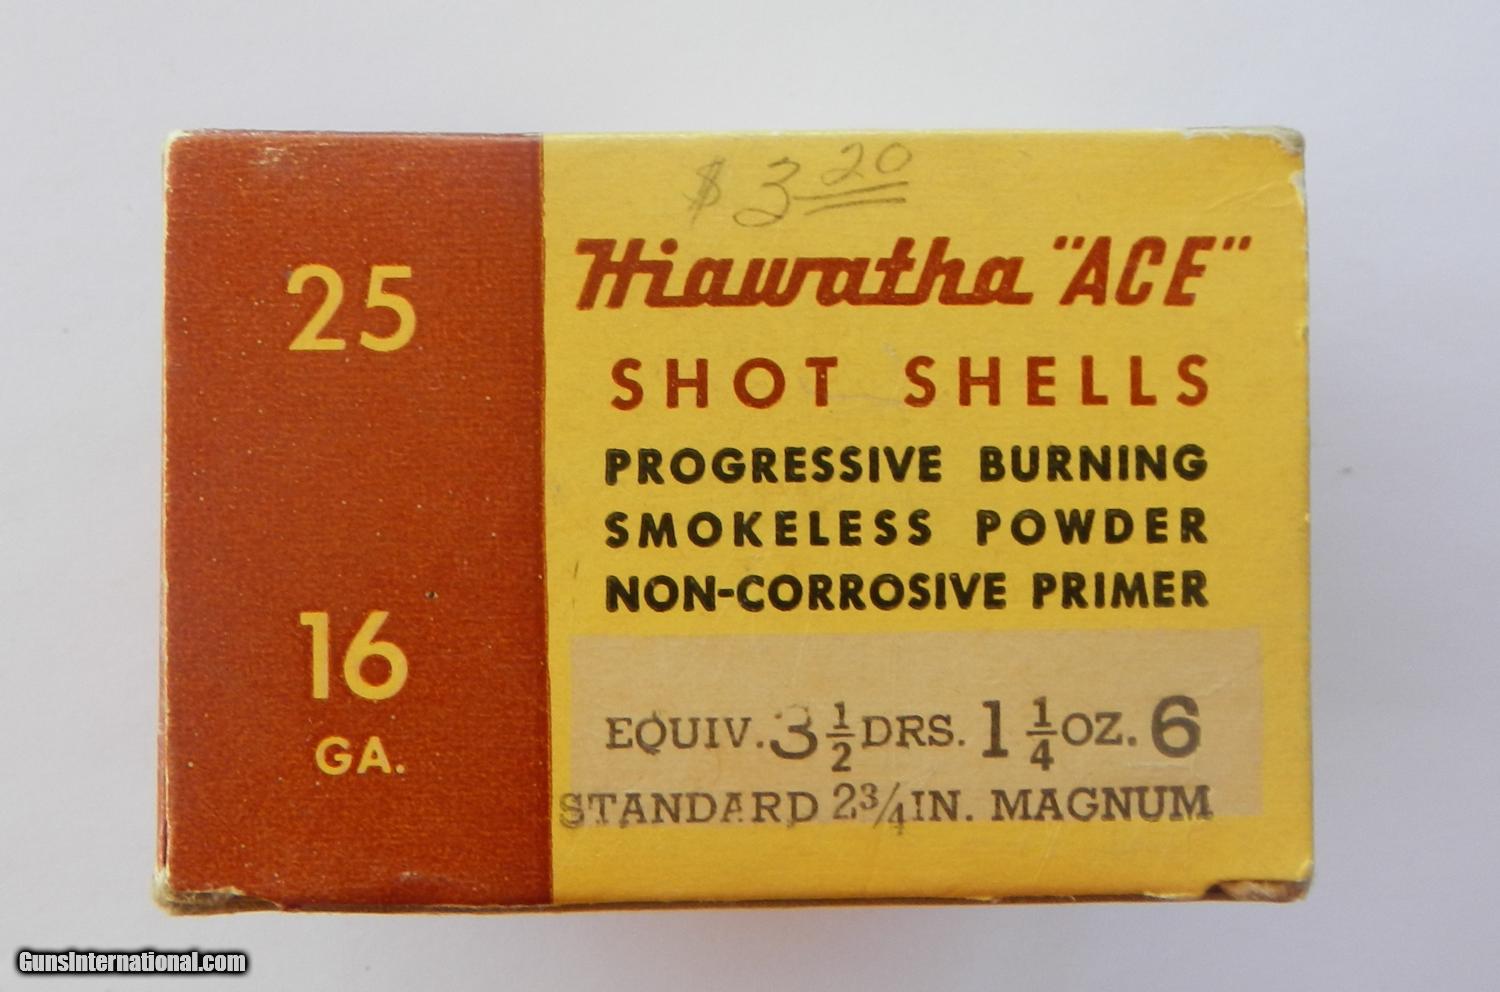 $3.20
25
Hiawatha "ACE"
SHOT SHELLS
PROGRESSIVE BURNING
SMOKELESS POWDER
NON-CORROSIVE PRIMER
16
GA.
EQUIV. 3 1/2 DRS. 1 1/4 OZ. 6
STANDARD 2 3/4 IN. MAGNUM
GunsInternational.com